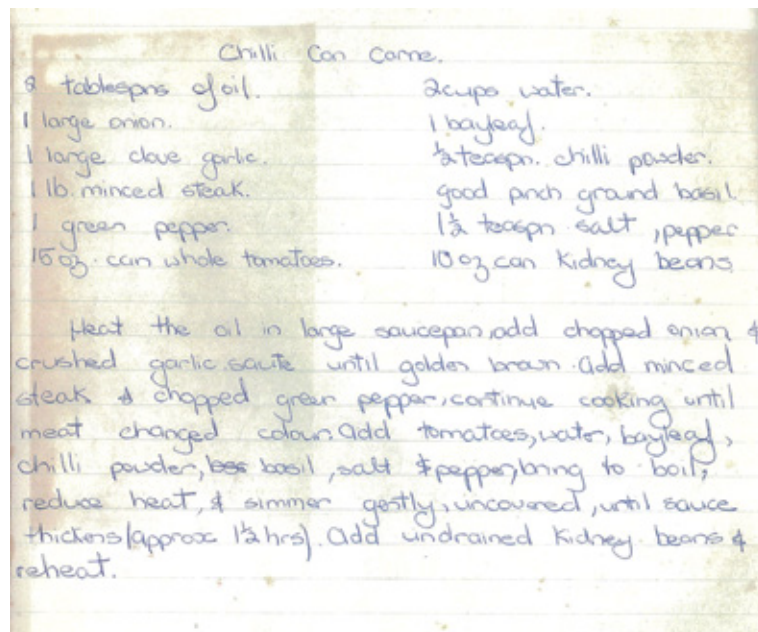 Chilli Con Carne.
tablespns of oil.
1 large onion.
1 large clove garlic.
1 lb. minced steak.
1 green pepper.
15 oz. can whole tomatoes.
2 cups water.
1 bayleaf.
½ teaspn. chilli powder.
good pinch ground basil.
1½ teaspn salt, pepper
10 oz can kidney beans
Heat the oil in large saucepan, add chopped onion &
crushed garlic. saute until golden brown. Add minced
steak & chopped green pepper, continue cooking until
meat changed colour. Add tomatoes, water, bayleaf,
chilli powder, basil, salt & pepper, bring to boil,
reduce heat, & simmer gently, uncovered, until sauce
thickens (approx 1½ hrs). Add undrained kidney beans &
reheat.